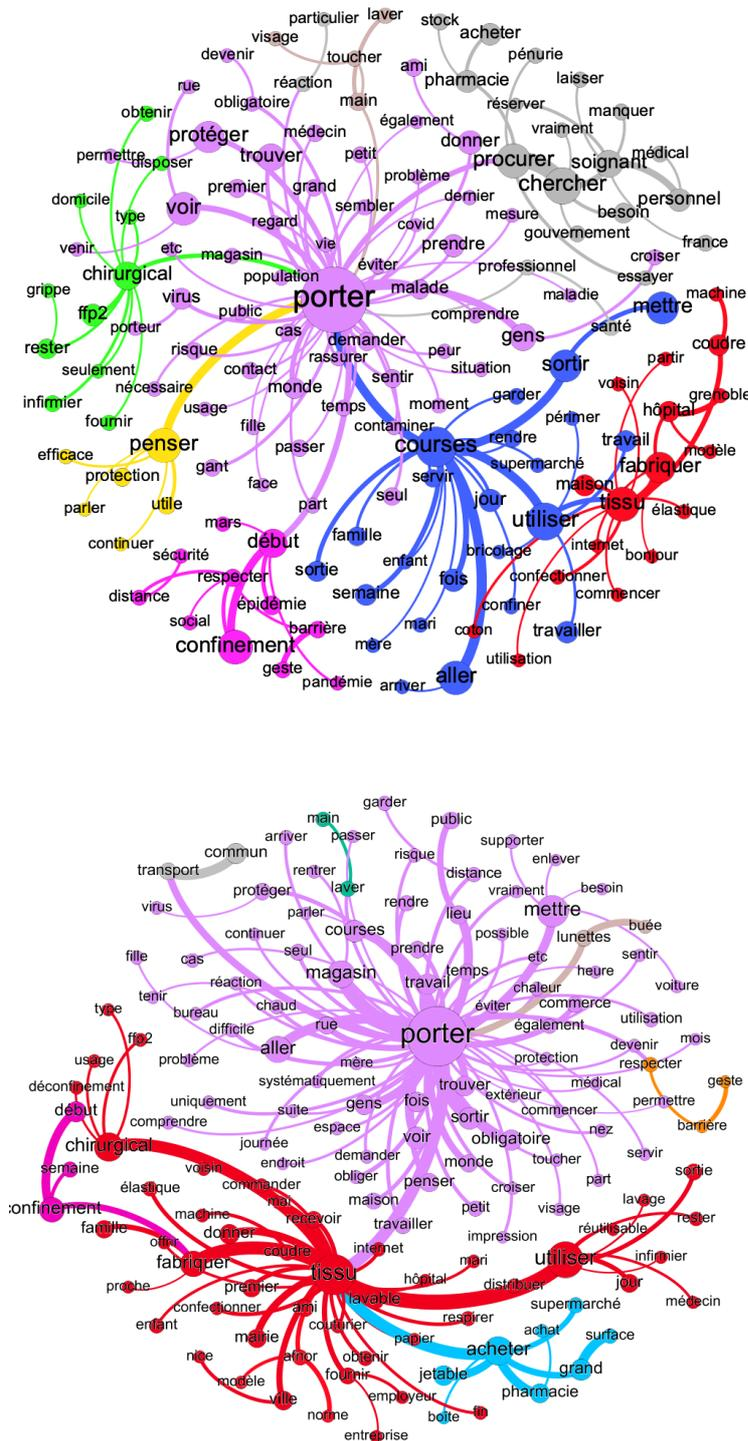 particulier
laver
stock
visage
acheter
devenir
toucher
pénurie
ami
pharmacie
laisser
rue
réaction
main
réserver
obligatoire
manquer
obtenir
également
vraiment
protéger
médecin
donner
permettre
trouver
petit
procurer
soignant
médical
disposer
problème
chercher
premier
grand
dernier
personnel
domicile
voir
sembler
mesure
besoin
type
regard
covid
gouvernement
vie
prendre
france
venir
etc
magasin
éviter
professionnel
croiser
chirurgical
population
essayer
grippe
virus
porter
malade
maladie
machine
ffp2
public
comprendre
mettre
porteur
cas
demander
gens
santé
rester
risque
rassurer
peur
coudre
seulement
contact
sentir
situation
sortir
partir
nécessaire
monde
voisin
infirmier
usage
temps
moment
garder
grenoble
fournir
fille
contaminer
périmer
hôpital
penser
passer
courses
rendre
travail
modèle
efficace
gant
supermarché
fabriquer
protection
face
servir
maison
parler
utile
part
seul
jour
tissu
élastique
continuer
mars
début
famille
utiliser
internet
sécurité
bricolage
bonjour
respecter
sortie
enfant
fois
confectionner
distance
épidémie
semaine
confiner
commencer
social
barrière
mari
coton
travailler
confinement
mère
utilisation
geste
pandémie
arriver
aller
garder
main
public
arriver
passer
supporter
commun
risque
enlever
transport
rentrer
distance
protéger
laver
vraiment
besoin
virus
parler
rendre
lieu
mettre
continuer
courses
possible
lunettes
buée
fille
cas
seul
prendre
etc
sentir
magasin
temps
heure
réaction
travail
chaleur
voiture
tenir
chaud
éviter
commerce
type
bureau
rue
porter
également
utilisation
difficile
ffp2
aller
devenir
mois
problème
mère
protection
respecter
usage
systématiquement
trouver
médical
geste
déconfinement
uniquement
suite
gens
fois
extérieur
permettre
début
comprendre
espace
sortir
commencer
nez
barrière
chirurgical
journée
voir
obligatoire
servir
semaine
voisin
endroit
demander
monde
toucher
élastique
commander
obliger
penser
croiser
part
sortie
confinement
mai
maison
petit
visage
lavage
famille
machine
recevoir
travailler
impression
réutilisable
rester
offrir
donner
coudre
internet
mari
utiliser
infirmier
fabriquer
tissu
hôpital
distribuer
jour
proche
premier
lavable
supermarché
médecin
enfant
confectionner
ami
respirer
mairie
couturier
papier
achat
surface
nice
afnor
obtenir
acheter
modèle
fournir
jetable
grand
ville
employeur
pharmacie
norme
boîte
fin
entreprise